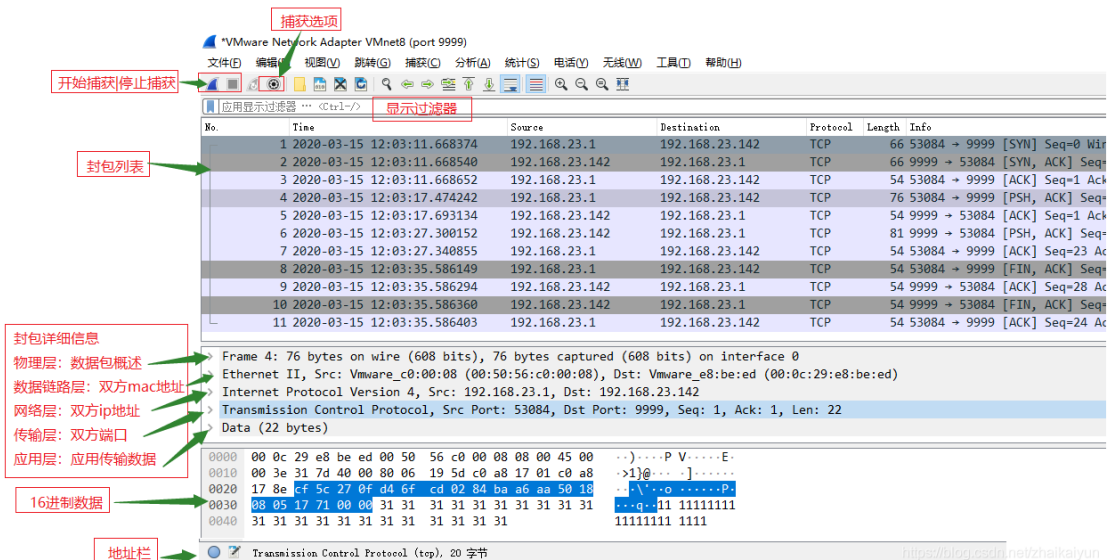 捕获选项
*VMware Network Adapter VMnet8 (port 9999)
文件(F) 编辑(E) 视图(V) 跳转(G) 捕获(C) 分析(A) 统计(S) 电话(Y) 无线(W) 工具(T) 帮助(H)
开始捕获|停止捕获
应用显示过滤器 … <Ctrl-/>
显示过滤器
No. Time Source Destination Protocol Length Info
1 2020-03-15 12:03:11.668374 192.168.23.1 192.168.23.142 TCP 66 53084 → 9999 [SYN] Seq=0 Win
2 2020-03-15 12:03:11.668540 192.168.23.142 192.168.23.1 TCP 66 9999 → 53084 [SYN, ACK] Seq=
封包列表
3 2020-03-15 12:03:11.668652 192.168.23.1 192.168.23.142 TCP 54 53084 → 9999 [ACK] Seq=1 Ack
4 2020-03-15 12:03:17.474242 192.168.23.1 192.168.23.142 TCP 76 53084 → 9999 [PSH, ACK] Seq=
5 2020-03-15 12:03:17.693134 192.168.23.142 192.168.23.1 TCP 54 9999 → 53084 [ACK] Seq=1 Ack
6 2020-03-15 12:03:27.300152 192.168.23.142 192.168.23.1 TCP 81 9999 → 53084 [PSH, ACK] Seq=
7 2020-03-15 12:03:27.340855 192.168.23.1 192.168.23.142 TCP 54 53084 → 9999 [ACK] Seq=23 Ac
8 2020-03-15 12:03:35.586149 192.168.23.1 192.168.23.142 TCP 54 53084 → 9999 [FIN, ACK] Seq=
9 2020-03-15 12:03:35.586294 192.168.23.142 192.168.23.1 TCP 54 9999 → 53084 [ACK] Seq=28 Ac
10 2020-03-15 12:03:35.586360 192.168.23.142 192.168.23.1 TCP 54 9999 → 53084 [FIN, ACK] Seq=
11 2020-03-15 12:03:35.586403 192.168.23.1 192.168.23.142 TCP 54 53084 → 9999 [ACK] Seq=24 Ac
封包详细信息
物理层：数据包概述
数据链路层：双方mac地址
网络层：双方ip地址
传输层：双方端口
应用层：应用传输数据
Frame 4: 76 bytes on wire (608 bits), 76 bytes captured (608 bits) on interface 0
Ethernet II, Src: Vmware_c0:00:08 (00:50:56:c0:00:08), Dst: Vmware_e8:be:ed (00:0c:29:e8:be:ed)
Internet Protocol Version 4, Src: 192.168.23.1, Dst: 192.168.23.142
Transmission Control Protocol, Src Port: 53084, Dst Port: 9999, Seq: 1, Ack: 1, Len: 22
Data (22 bytes)
0000 00 0c 29 e8 be ed 00 50 56 c0 00 08 08 00 45 00 ··)····P V·····E·
0010 00 3e 31 7d 40 00 80 06 19 5d c0 a8 17 01 c0 a8 ·>1}@··· ·]······
0020 17 8e cf 5c 27 0f d4 6f cd 02 84 ba a6 aa 50 18 ···\'··o ······P·
0030 08 05 17 71 00 00 31 31 31 31 31 31 31 31 31 31 ···q··11 11111111
0040 31 31 31 31 31 31 31 31 31 31 31 31 11111111 1111
16进制数据
地址栏
Transmission Control Protocol (tcp), 20 字节
https://blog.csdn.net/zhaikaiyun